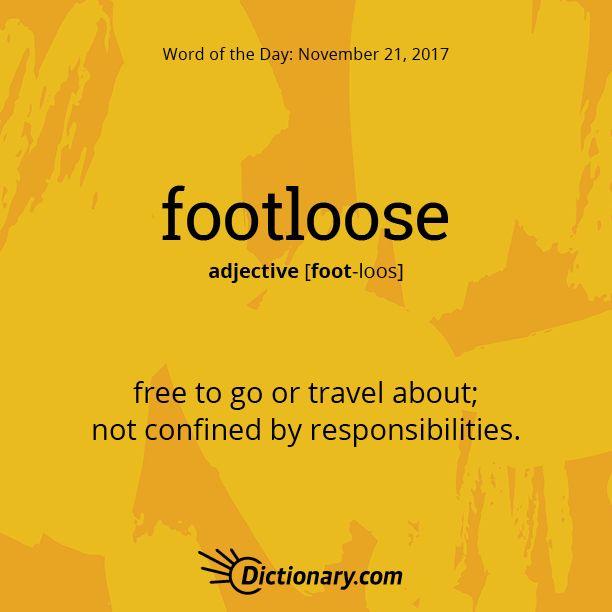 Word of the Day: November 21, 2017
footloose
adjective [foot-loos]
free to go or travel about;
not confined by responsibilities.
Dictionary.com